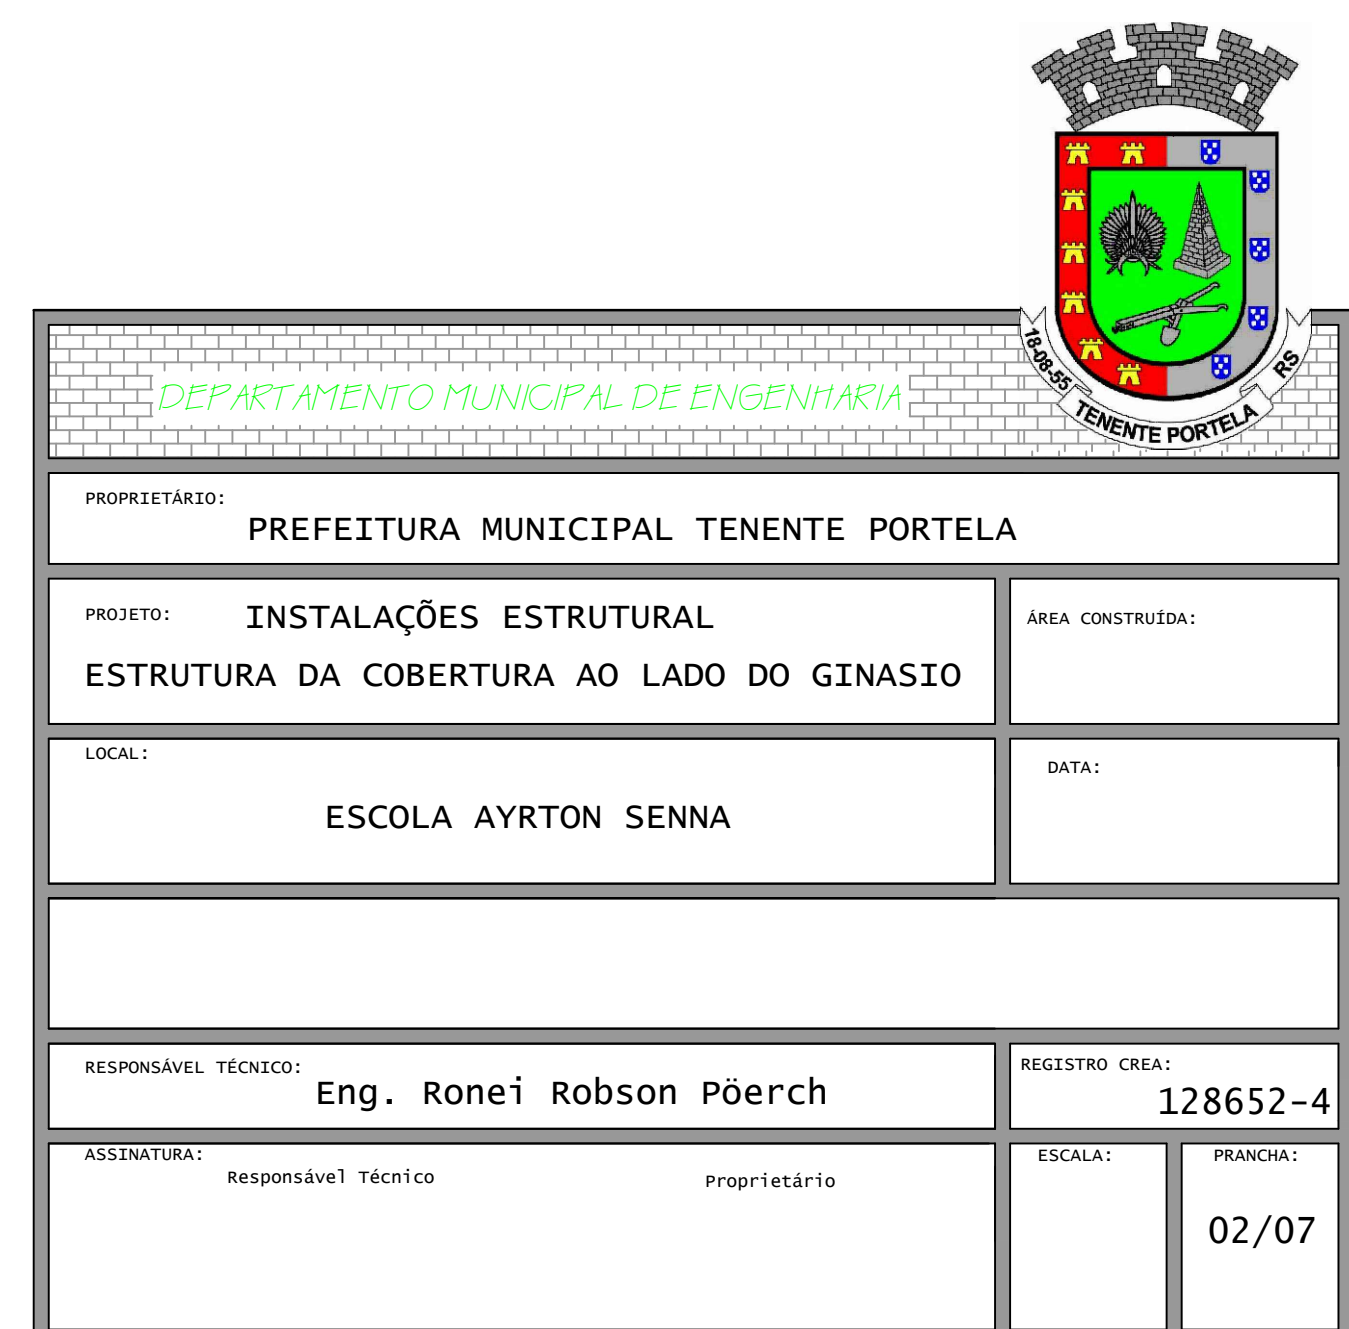 18-08-55 TENENTE PORTELA RS
DEPARTAMENTO MUNICIPAL DE ENGENHARIA
PROPRIETÁRIO:
PREFEITURA MUNICIPAL TENENTE PORTELA
PROJETO: INSTALAÇÕES ESTRUTURAL
ESTRUTURA DA COBERTURA AO LADO DO GINASIO
ÁREA CONSTRUÍDA:
LOCAL:
ESCOLA AYRTON SENNA
DATA:
RESPONSÁVEL TÉCNICO:
Eng. Ronei Robson Pöerch
REGISTRO CREA:
128652-4
ASSINATURA:
Responsável Técnico
Proprietário
ESCALA:
PRANCHA:
02/07